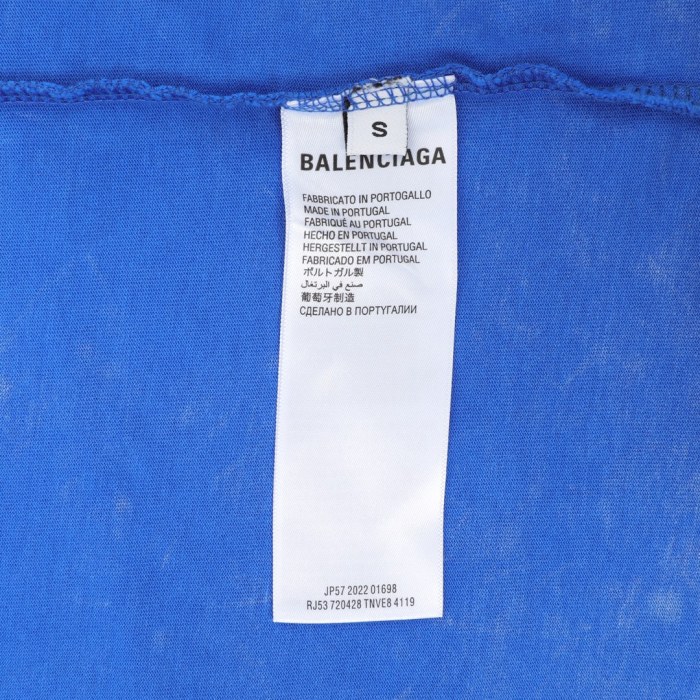 S
BALENCIAGA
FABBRICATO IN PORTOGALLO
MADE IN PORTUGAL
FABRIQUÉ AU PORTUGAL
HECHO EN PORTUGAL
HERGESTELLT IN PORTUGAL
FABRICADO EM PORTUGAL
ポルトガル製
صنع في البرتغال
葡萄牙制造
СДЕЛАНО В ПОРТУГАЛИИ
JP57 2022 01698
RJ53 720428 TNVE8 4119